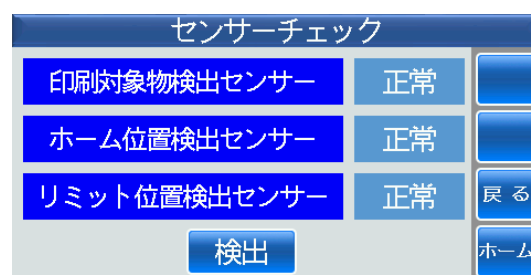 センサーチェック
印刷対象物検出センサー 正常
ホーム位置検出センサー 正常
リミット位置検出センサー 正常
戻る
検出
ホーム